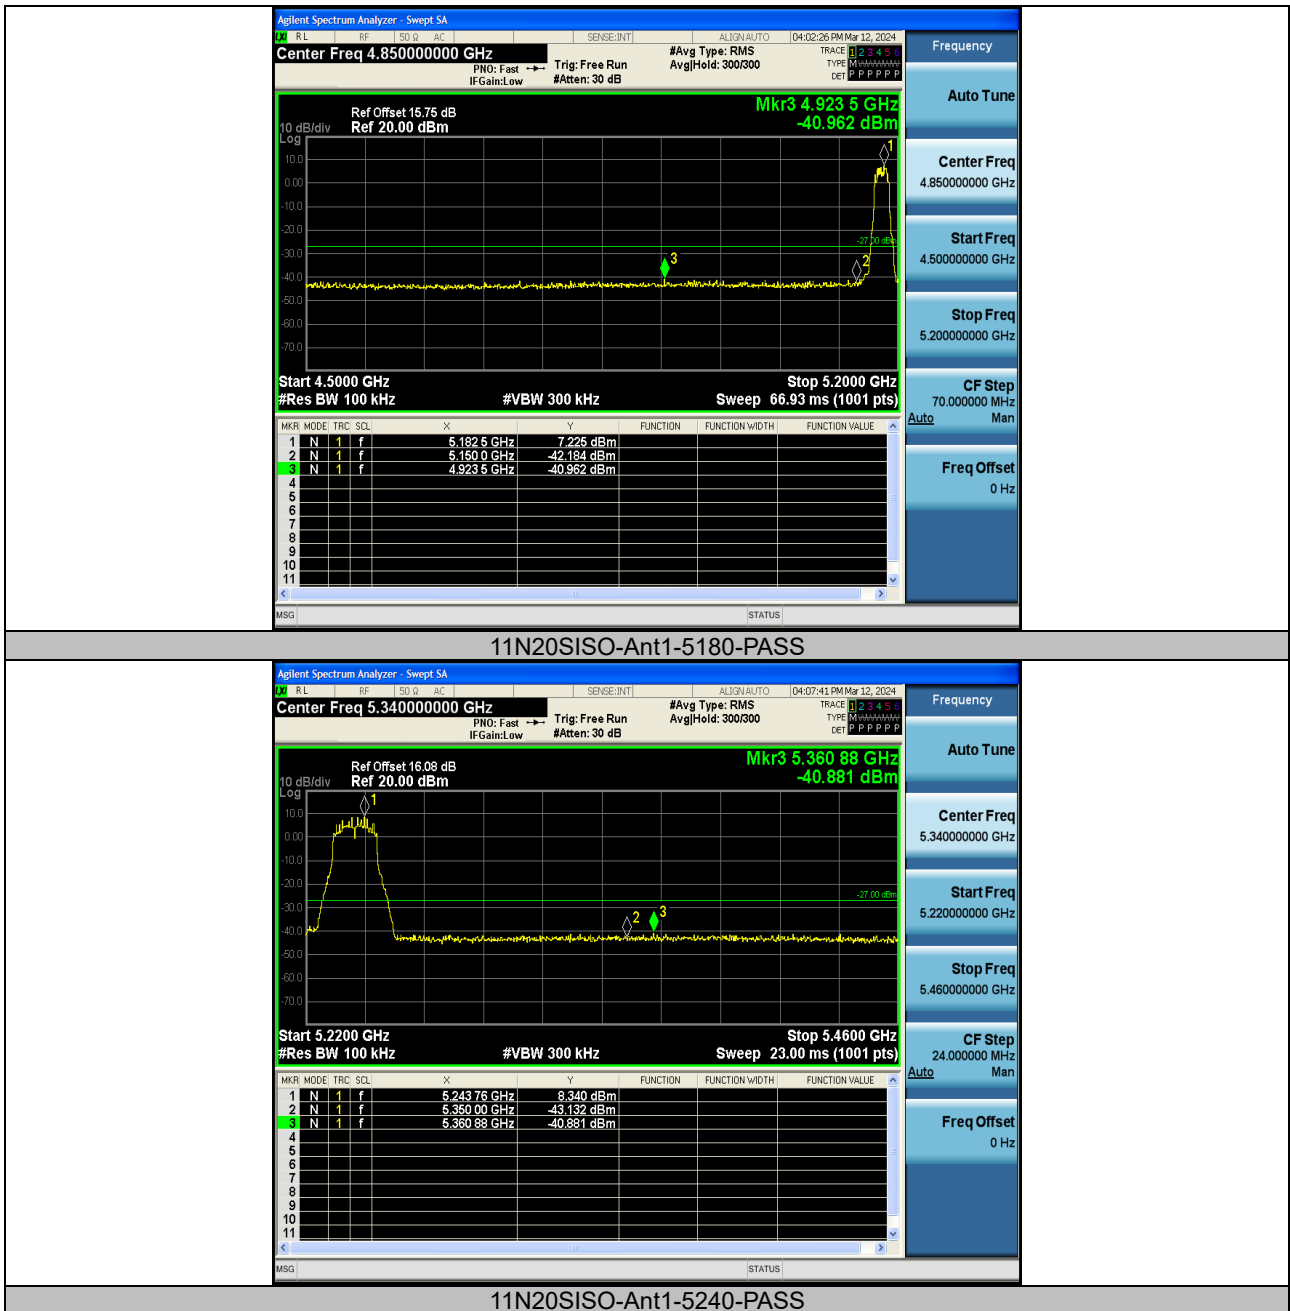 Agilent Spectrum Analyzer - Swept SA
RL RF 50 Ω AC SENSE:INT ALIGNAUTO 04:02:26 PM Mar 12, 2024
Center Freq 4.850000000 GHz
PNO: Fast
IFGain:Low
Trig: Free Run
#Atten: 30 dB
#Avg Type: RMS
Avg|Hold: 300/300
TRACE 1 2 3 4 5 6
TYPE M
DET P P P P P P
Mkr3 4.923 5 GHz
-40.962 dBm
Ref Offset 15.75 dB
10 dB/div Ref 20.00 dBm
Log
10.0
0.00
-10.0
-20.0
-30.0
-40.0
-50.0
-60.0
-70.0
1
-27.00 dBm
2
3
Start 4.5000 GHz Stop 5.2000 GHz
#Res BW 100 kHz #VBW 300 kHz Sweep 66.93 ms (1001 pts)
MKR MODE TRC SCL X Y FUNCTION FUNCTION WIDTH FUNCTION VALUE
1 N 1 f 5.182 5 GHz 7.225 dBm
2 N 1 f 5.150 0 GHz -42.184 dBm
3 N 1 f 4.923 5 GHz -40.962 dBm
4
5
6
7
8
9
10
11
MSG STATUS
Frequency
Auto Tune
Center Freq
4.850000000 GHz
Start Freq
4.500000000 GHz
Stop Freq
5.200000000 GHz
CF Step
70.000000 MHz
Auto Man
Freq Offset
0 Hz
11N20SISO-Ant1-5180-PASS
Agilent Spectrum Analyzer - Swept SA
RL RF 50 Ω AC SENSE:INT ALIGNAUTO 04:07:41 PM Mar 12, 2024
Center Freq 5.340000000 GHz
PNO: Fast
IFGain:Low
Trig: Free Run
#Atten: 30 dB
#Avg Type: RMS
Avg|Hold: 300/300
TRACE 1 2 3 4 5 6
TYPE M
DET P P P P P P
Mkr3 5.360 88 GHz
-40.881 dBm
Ref Offset 16.08 dB
10 dB/div Ref 20.00 dBm
Log
10.0
0.00
-10.0
-20.0
-30.0
-40.0
-50.0
-60.0
-70.0
1
-27.00 dBm
2
3
Start 5.2200 GHz Stop 5.4600 GHz
#Res BW 100 kHz #VBW 300 kHz Sweep 23.00 ms (1001 pts)
MKR MODE TRC SCL X Y FUNCTION FUNCTION WIDTH FUNCTION VALUE
1 N 1 f 5.243 76 GHz 8.340 dBm
2 N 1 f 5.350 00 GHz -43.132 dBm
3 N 1 f 5.360 88 GHz -40.881 dBm
4
5
6
7
8
9
10
11
MSG STATUS
Frequency
Auto Tune
Center Freq
5.340000000 GHz
Start Freq
5.220000000 GHz
Stop Freq
5.460000000 GHz
CF Step
24.000000 MHz
Auto Man
Freq Offset
0 Hz
11N20SISO-Ant1-5240-PASS